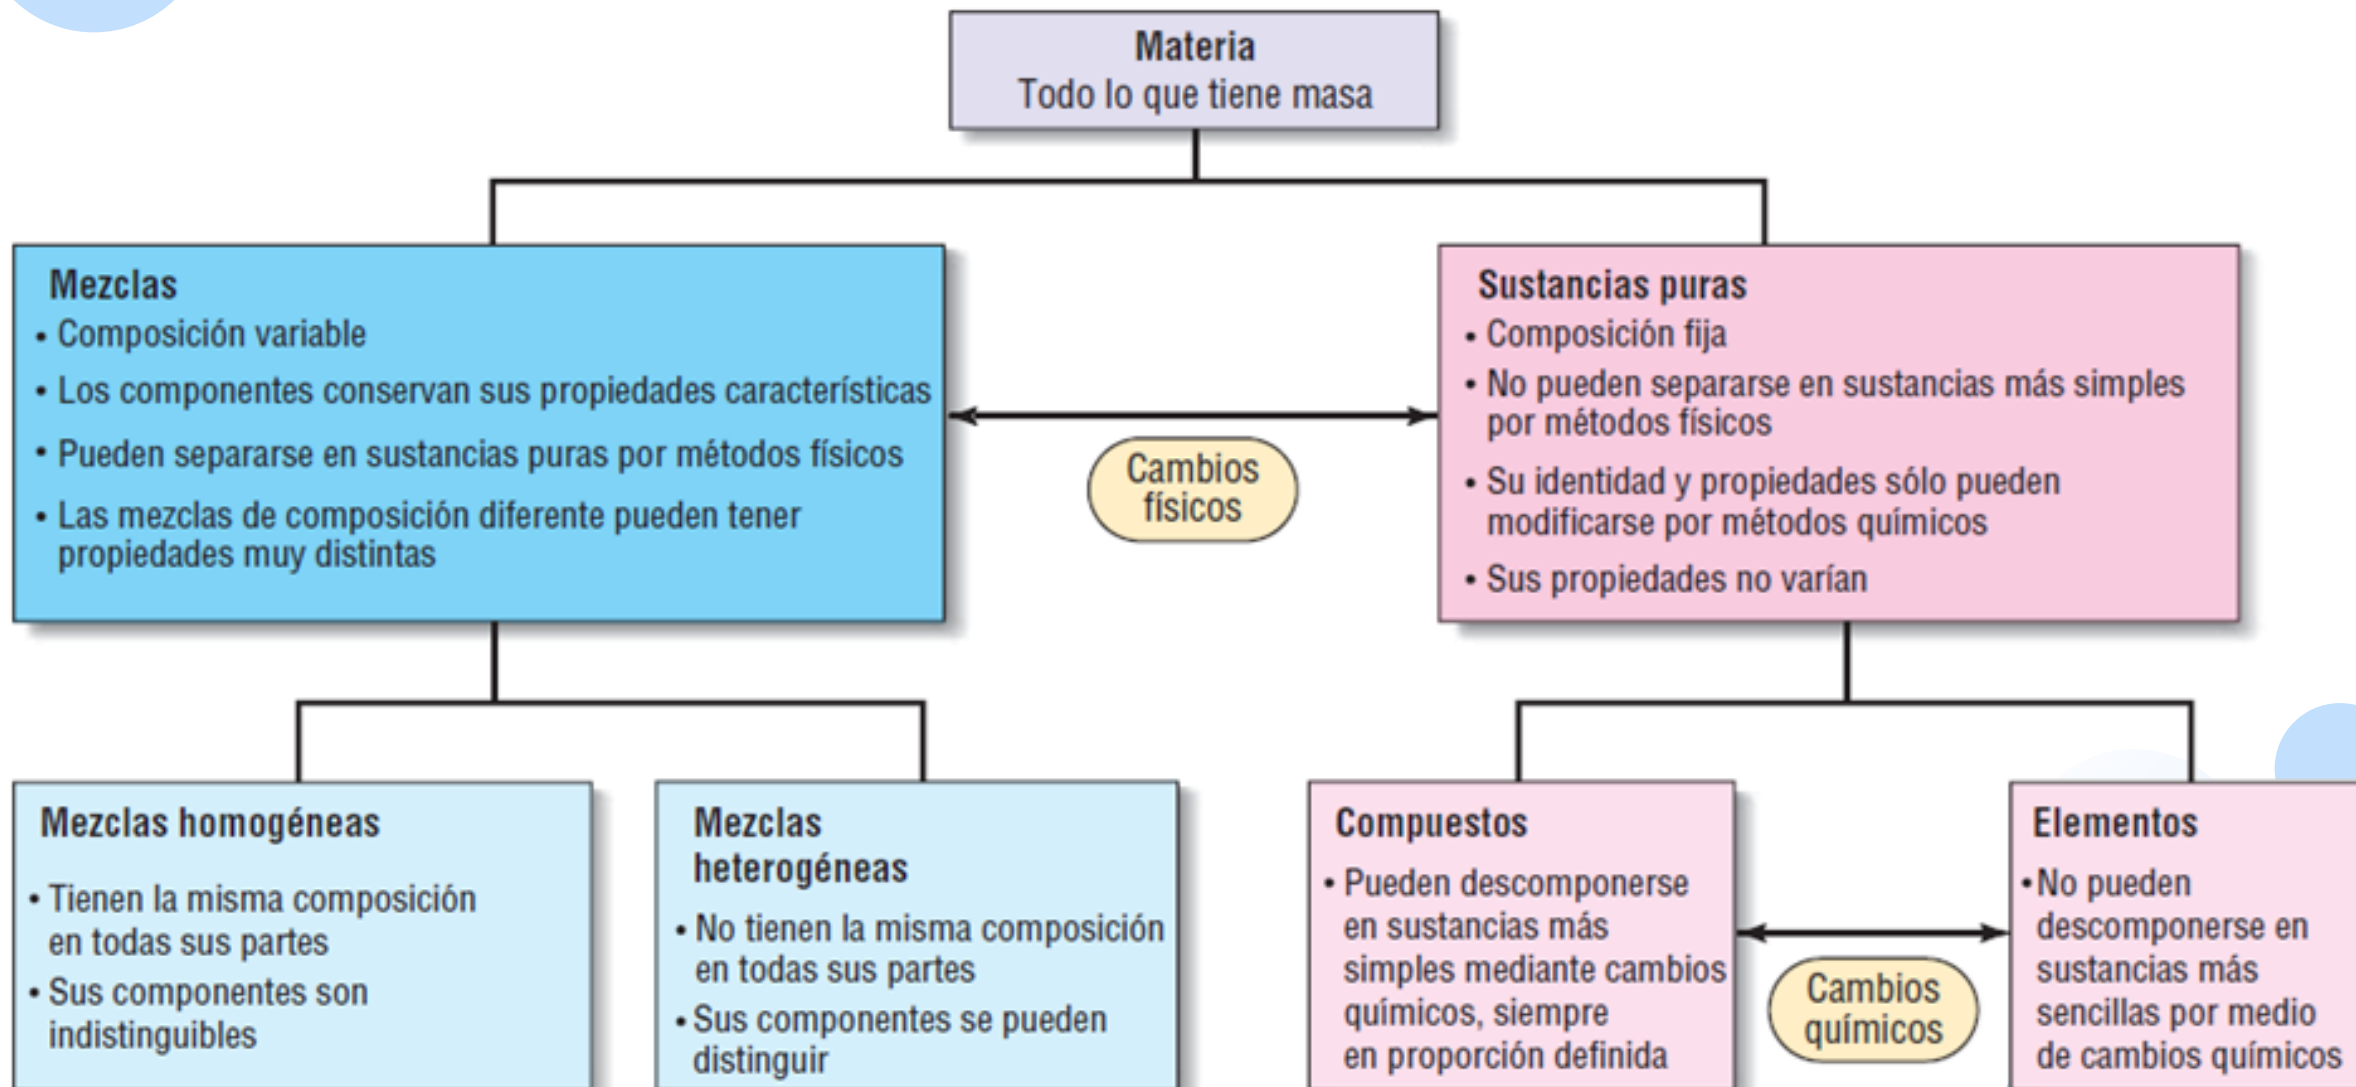 Materia
Todo lo que tiene masa
Mezclas
• Composición variable
• Los componentes conservan sus propiedades características
• Pueden separarse en sustancias puras por métodos físicos
• Las mezclas de composición diferente pueden tener
propiedades muy distintas
Cambios
físicos
Sustancias puras
• Composición fija
• No pueden separarse en sustancias más simples
por métodos físicos
• Su identidad y propiedades sólo pueden
modificarse por métodos químicos
• Sus propiedades no varían
Mezclas homogéneas
• Tienen la misma composición
en todas sus partes
• Sus componentes son
indistinguibles
Mezclas
heterogéneas
• No tienen la misma composición
en todas sus partes
• Sus componentes se pueden
distinguir
Compuestos
• Pueden descomponerse
en sustancias más
simples mediante cambios
químicos, siempre
en proporción definida
Cambios
químicos
Elementos
• No pueden
descomponerse en
sustancias más
sencillas por medio
de cambios químicos